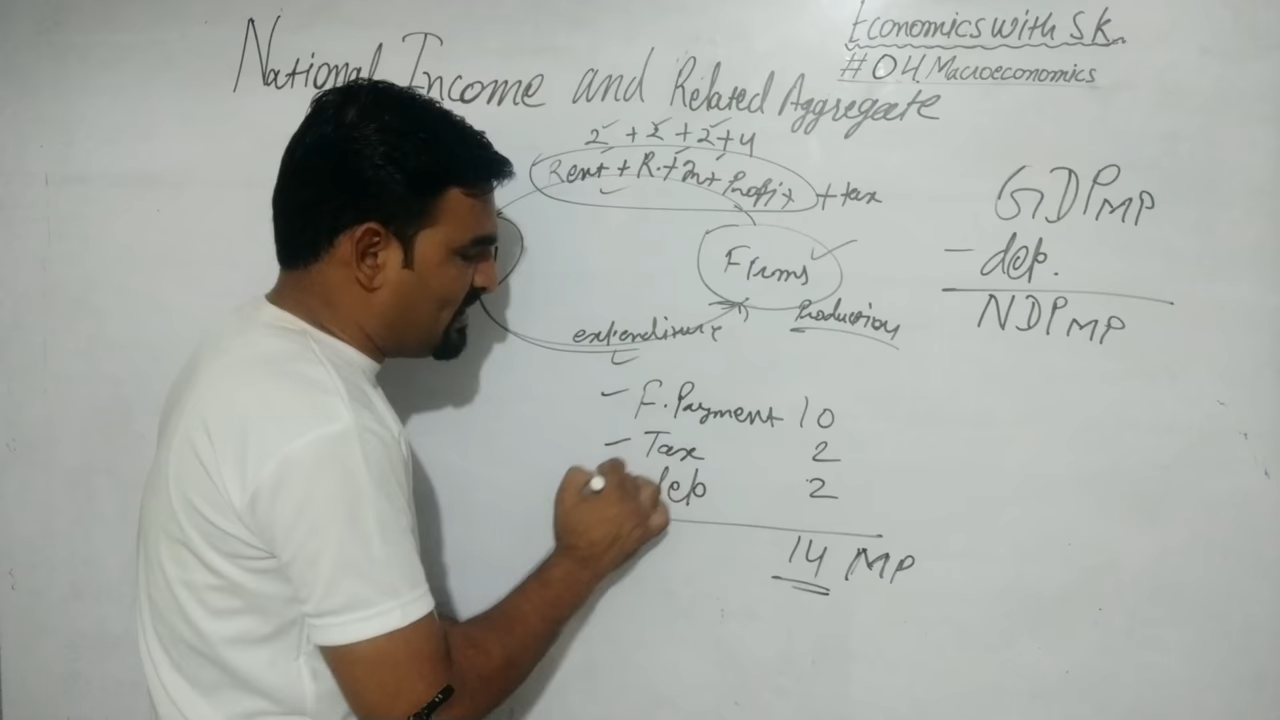 Economics with S.K.
#04 Macroeconomics
National Income and Related Aggregate
2 + 2 + 2 + 4
Rent + R. + In + Profit + tax
Firms
Production
expenditure
F. Payment 10
Tax 2
dep 2
14 MP
GDPMP
- dep.
NDPMP